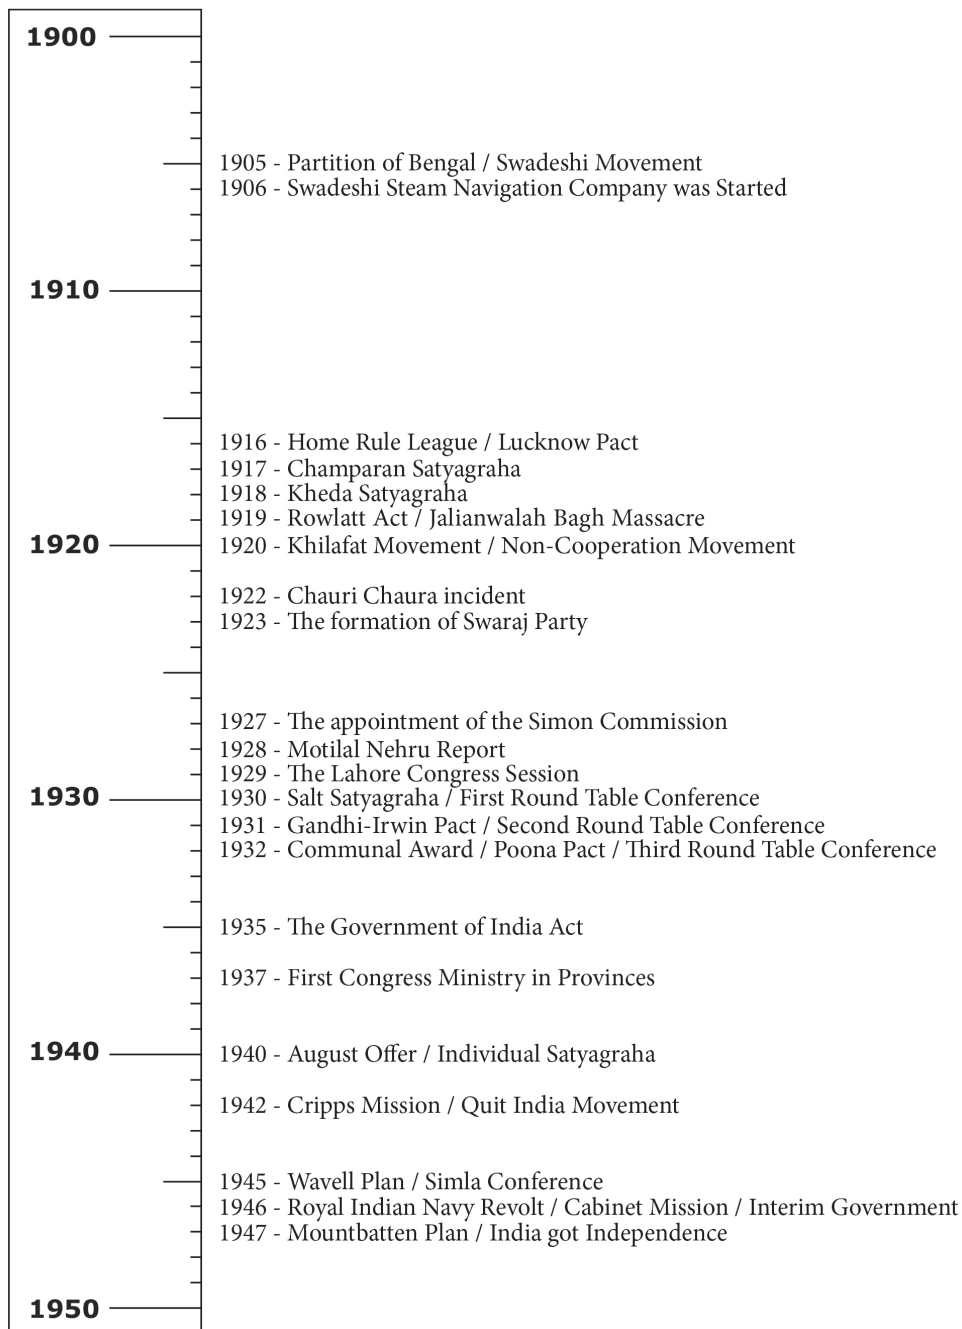 1900
1905 - Partition of Bengal / Swadeshi Movement
1906 - Swadeshi Steam Navigation Company was Started
1910
1916 - Home Rule League / Lucknow Pact
1917 - Champaran Satyagraha
1918 - Kheda Satyagraha
1919 - Rowlatt Act / Jalianwalah Bagh Massacre
1920
1920 - Khilafat Movement / Non-Cooperation Movement
1922 - Chauri Chaura incident
1923 - The formation of Swaraj Party
1927 - The appointment of the Simon Commission
1928 - Motilal Nehru Report
1929 - The Lahore Congress Session
1930
1930 - Salt Satyagraha / First Round Table Conference
1931 - Gandhi-Irwin Pact / Second Round Table Conference
1932 - Communal Award / Poona Pact / Third Round Table Conference
1935 - The Government of India Act
1937 - First Congress Ministry in Provinces
1940
1940 - August Offer / Individual Satyagraha
1942 - Cripps Mission / Quit India Movement
1945 - Wavell Plan / Simla Conference
1946 - Royal Indian Navy Revolt / Cabinet Mission / Interim Government
1947 - Mountbatten Plan / India got Independence
1950